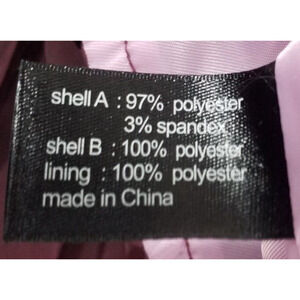 shell A : 97% polyester
3% spandex
shell B : 100% polyester
lining : 100% polyester
made in China